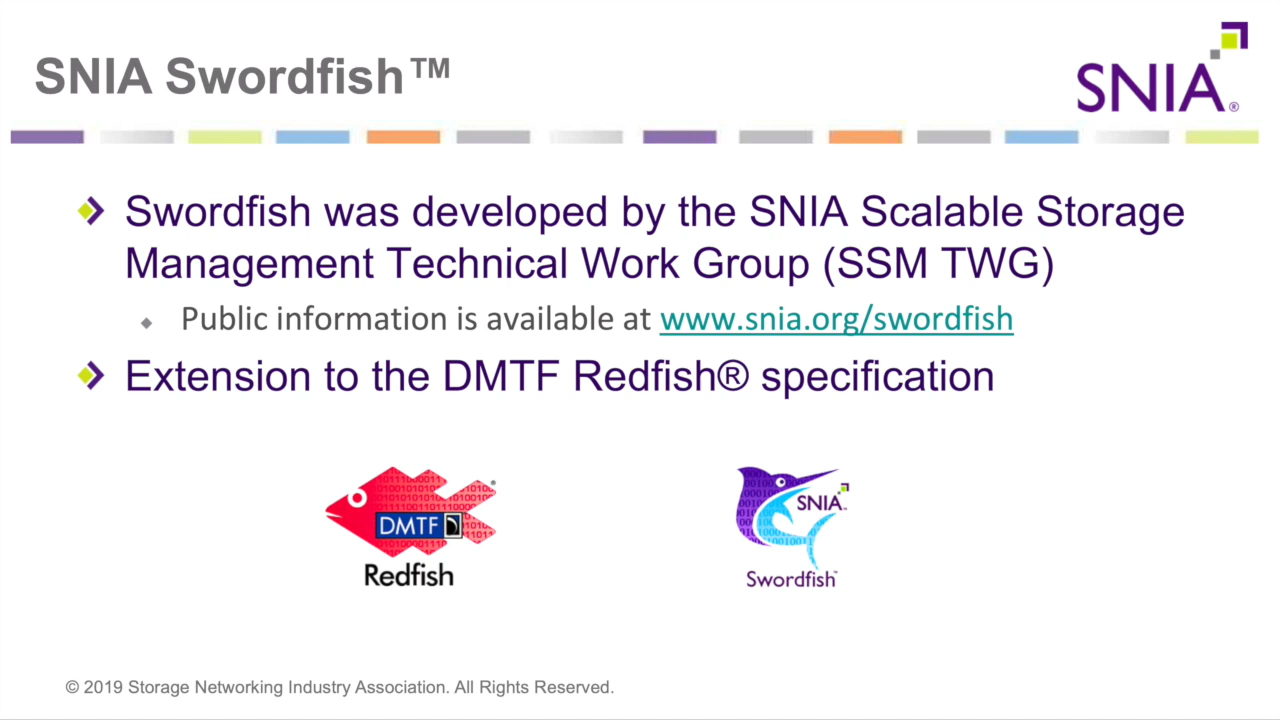 SNIA Swordfish™
SNIA®
Swordfish was developed by the SNIA Scalable Storage
Management Technical Work Group (SSM TWG)
Public information is available at www.snia.org/swordfish
Extension to the DMTF Redfish® specification
DMTF
Redfish
SNIA™
Swordfish™
© 2019 Storage Networking Industry Association. All Rights Reserved.